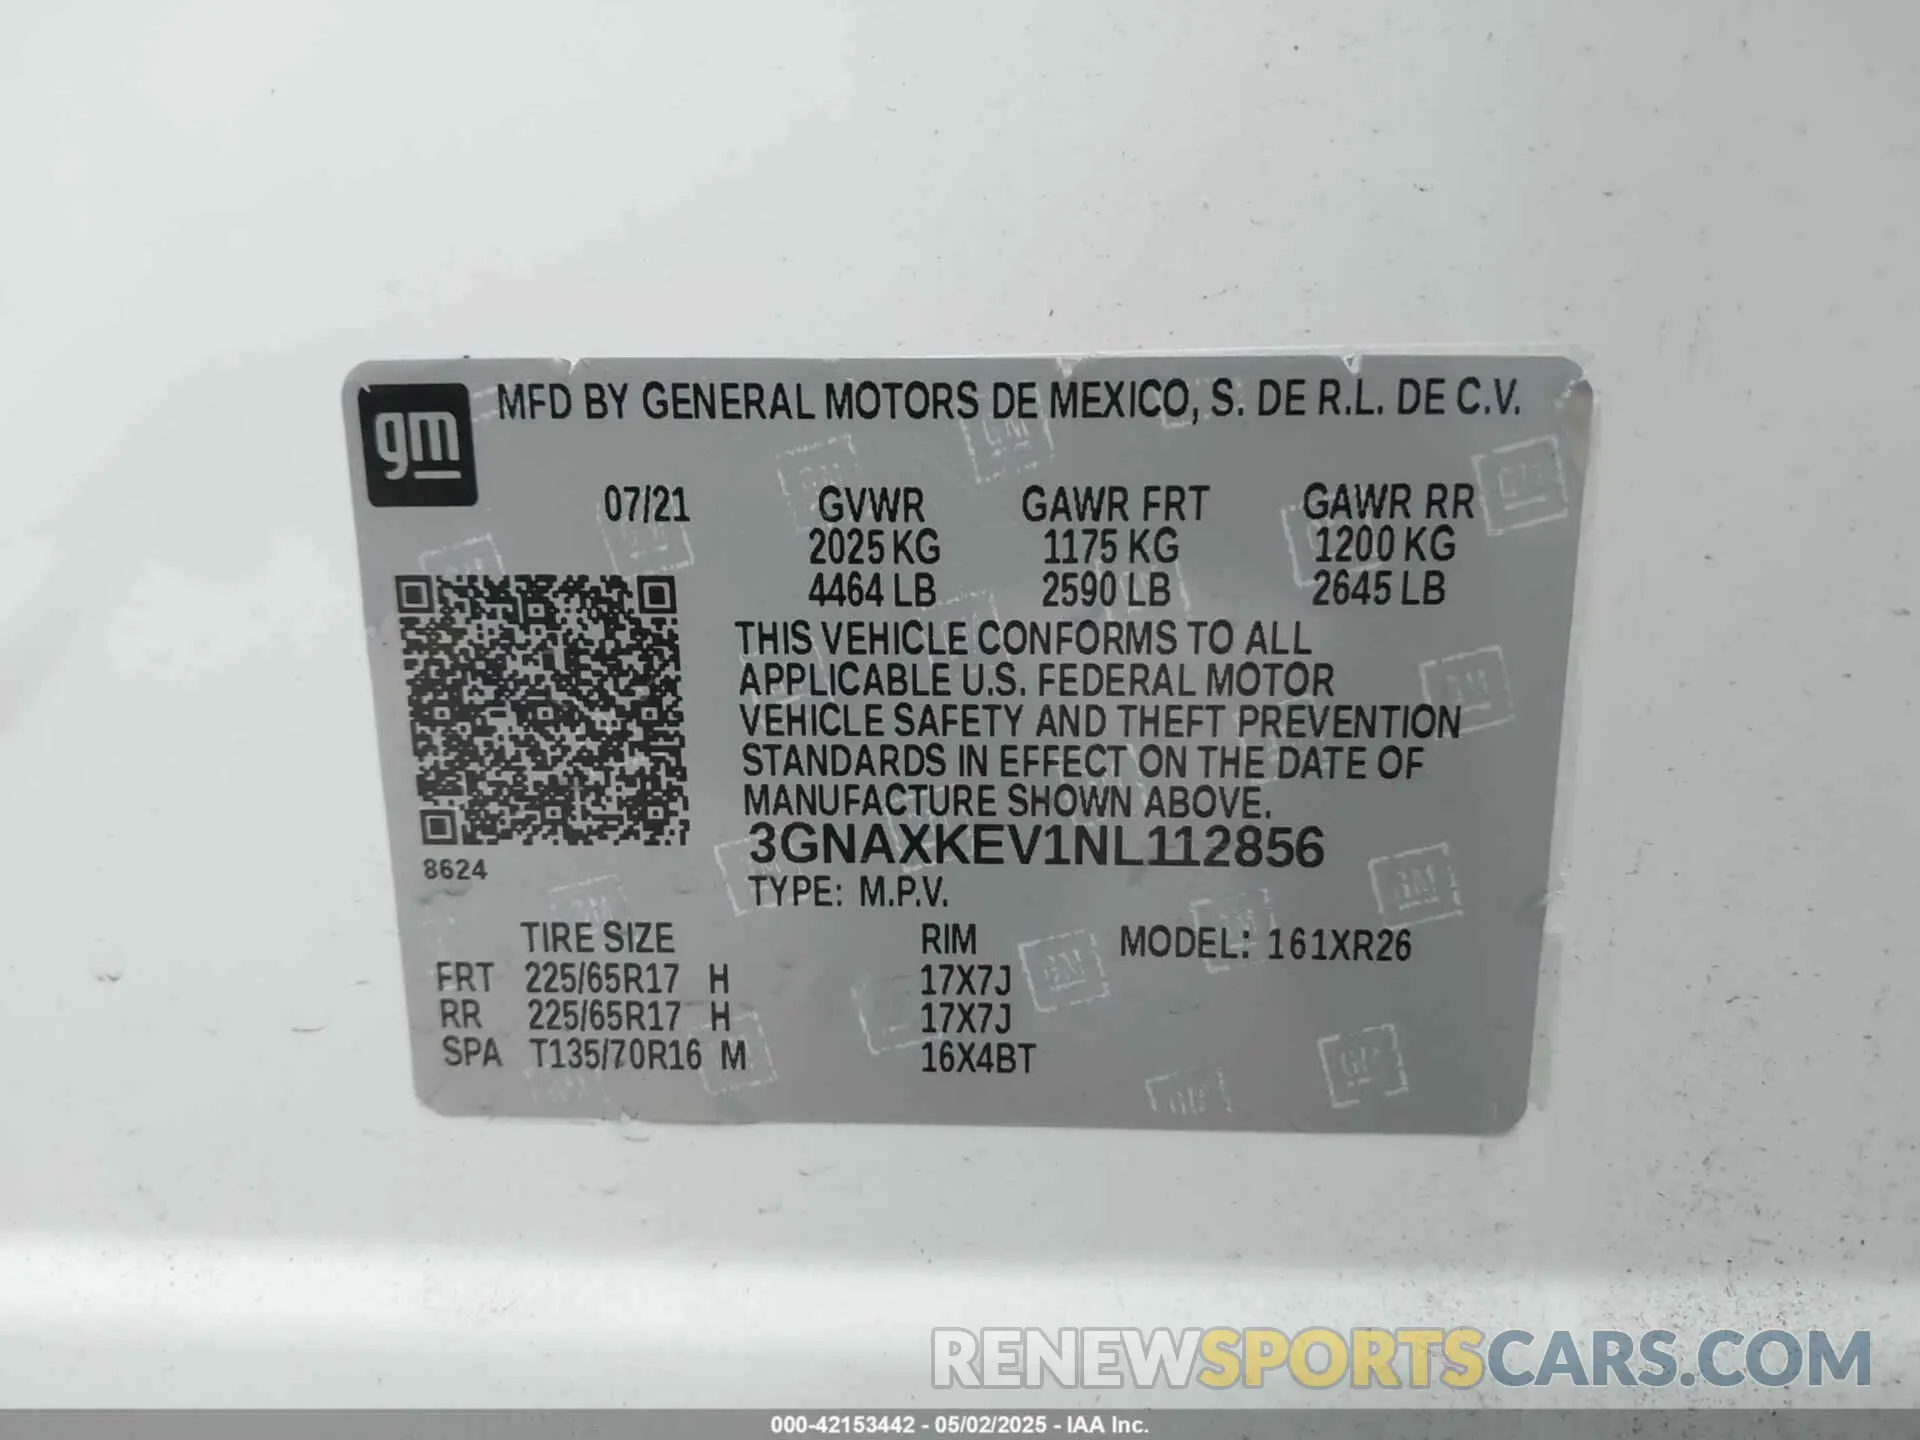 gm
MFD BY GENERAL MOTORS DE MEXICO, S. DE R.L. DE C.V.
07/21 GVWR GAWR FRT GAWR RR
2025 KG 1175 KG 1200 KG
4464 LB 2590 LB 2645 LB
THIS VEHICLE CONFORMS TO ALL
APPLICABLE U.S. FEDERAL MOTOR
VEHICLE SAFETY AND THEFT PREVENTION
STANDARDS IN EFFECT ON THE DATE OF
MANUFACTURE SHOWN ABOVE.
3GNAXKEV1NL112856
8624
TYPE: M.P.V.
TIRE SIZE RIM MODEL: 161XR26
FRT 225/65R17 H 17X7J
RR 225/65R17 H 17X7J
SPA T135/70R16 M 16X4BT
RENEWSPORTSCARS.COM
000-42153442 - 05/02/2025 - IAA Inc.